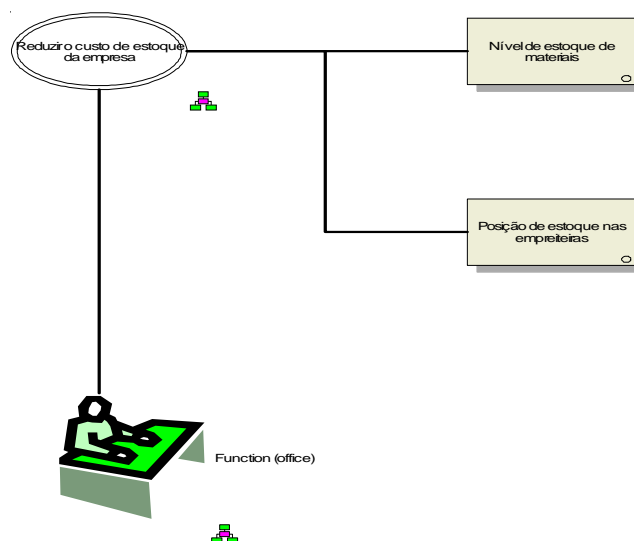 Reduzir o custo de estoque
da empresa
Nível de estoque de
materiais
Posição de estoque nas
empreiteiras
Function (office)